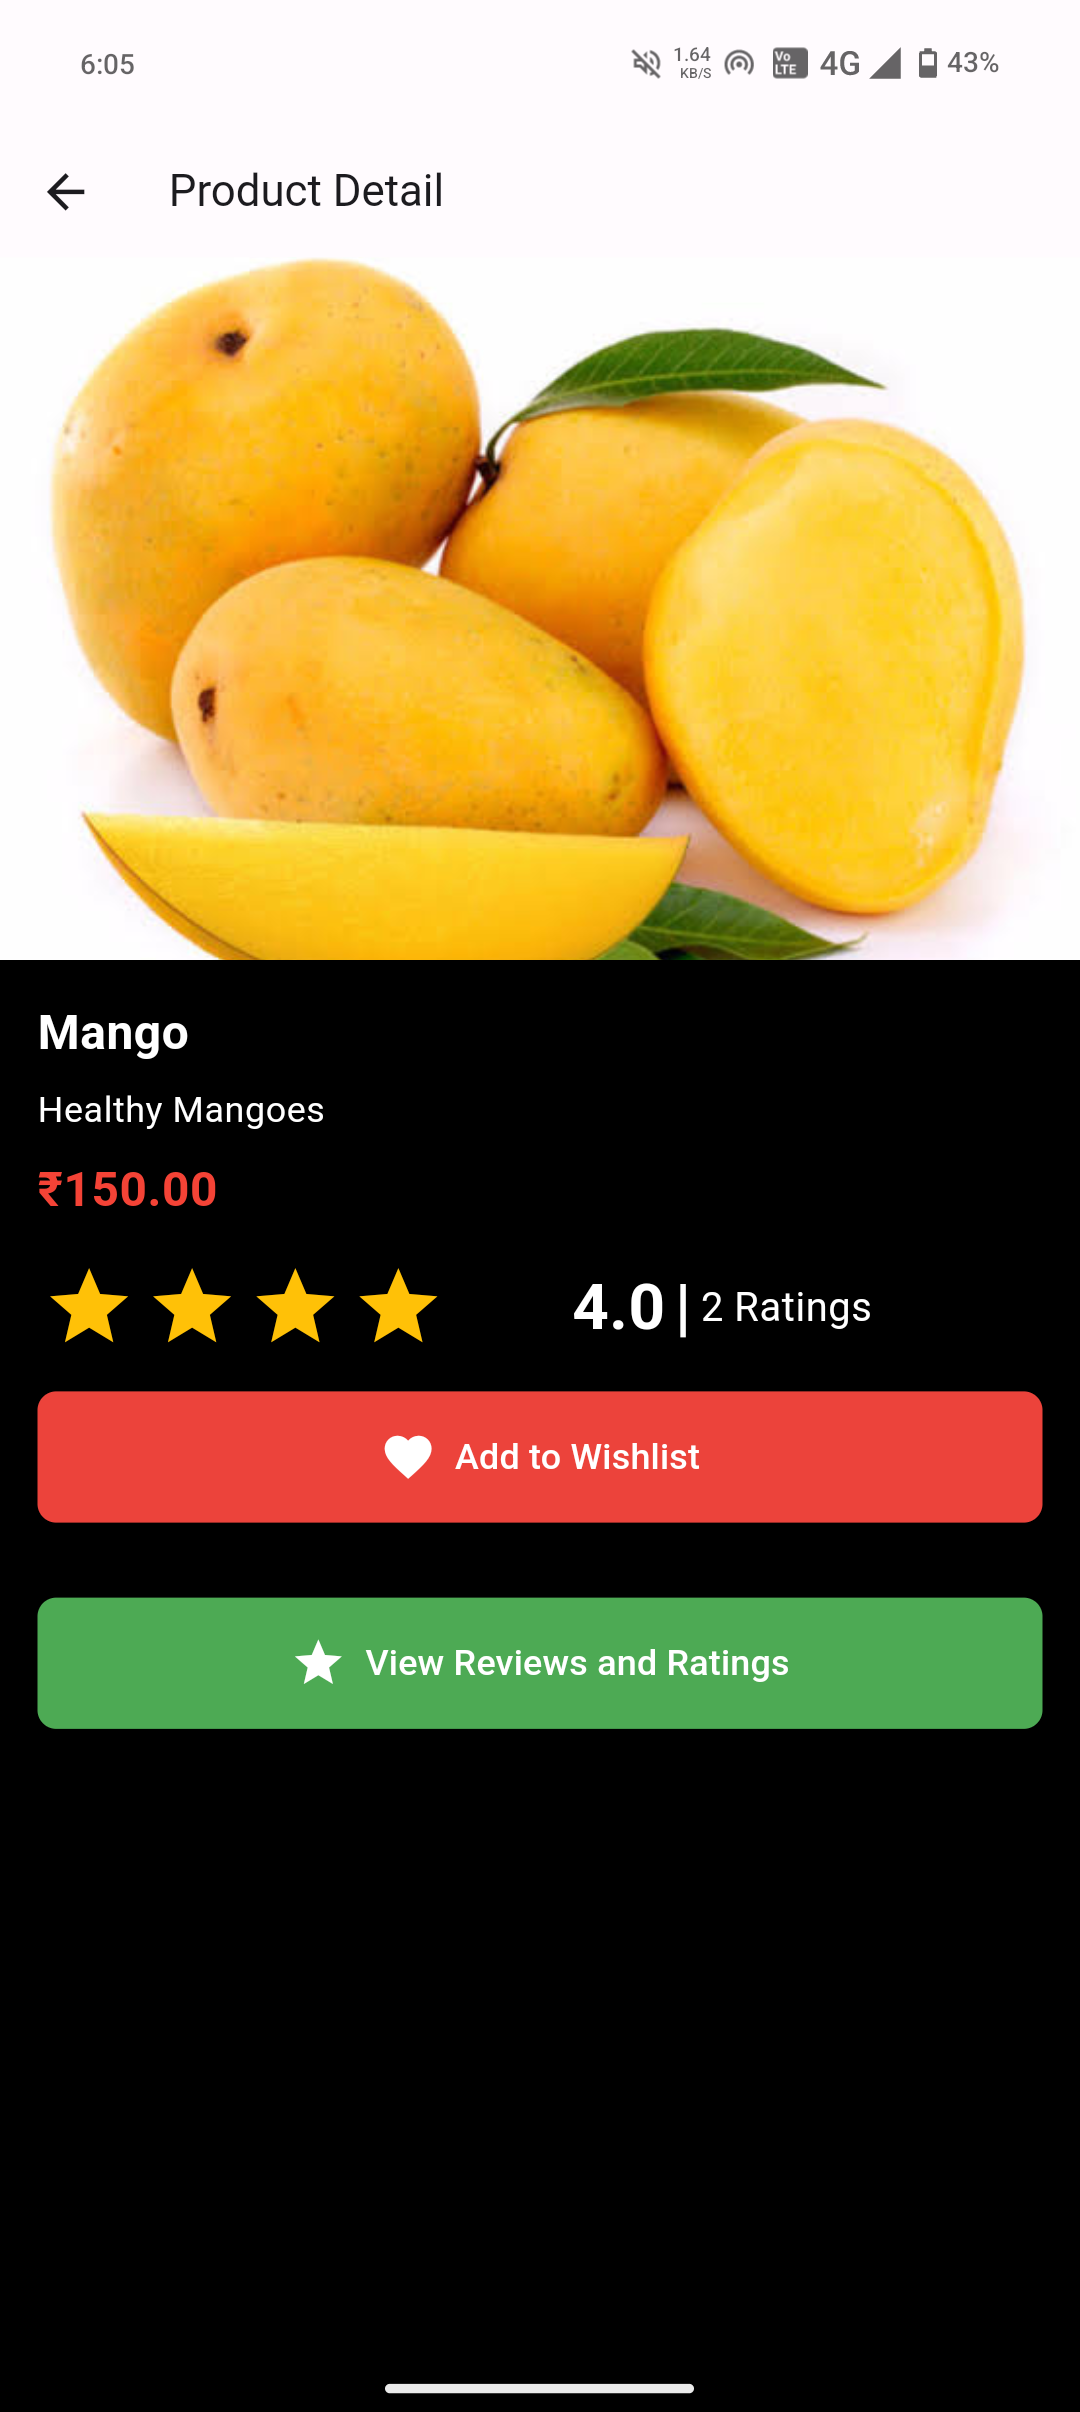 6:05 1.64 KB/S Vo LTE 4G 43%
Product Detail
Mango
Healthy Mangoes
₹150.00
4.0 | 2 Ratings
Add to Wishlist
View Reviews and Ratings